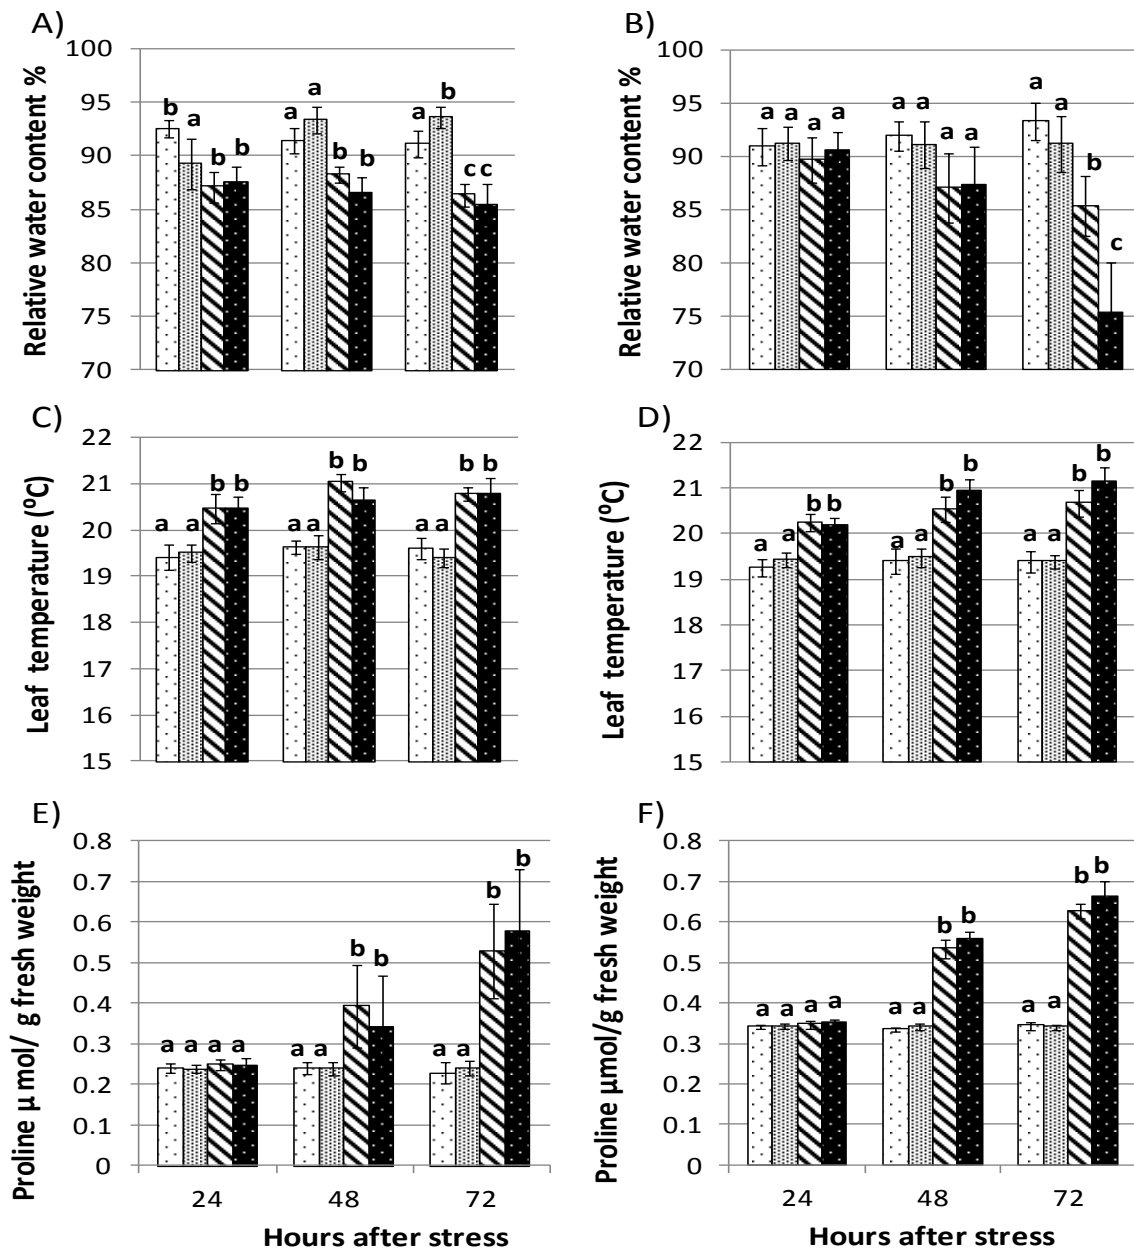 A)
Relative water content %
100
95
90
85
80
75
70
b a b b
a a b b
a b c c
B)
Relative water content %
100
95
90
85
80
75
70
a a a a
a a a a
a a b c
C)
Leaf temperature (⁰C)
22
21
20
19
18
17
16
15
a a b b
a a b b
a a b b
D)
Leaf temperature (⁰C)
22
21
20
19
18
17
16
15
a a b b
a a b b
a a b b
E)
Proline µ mol/ g fresh weight
0.8
0.7
0.6
0.5
0.4
0.3
0.2
0.1
0
a a a a
a a b b
a a b b
24 48 72
Hours after stress
F)
Proline µmol/g fresh weight
0.8
0.7
0.6
0.5
0.4
0.3
0.2
0.1
0
a a a a
a a b b
a a b b
24 48 72
Hours after stress